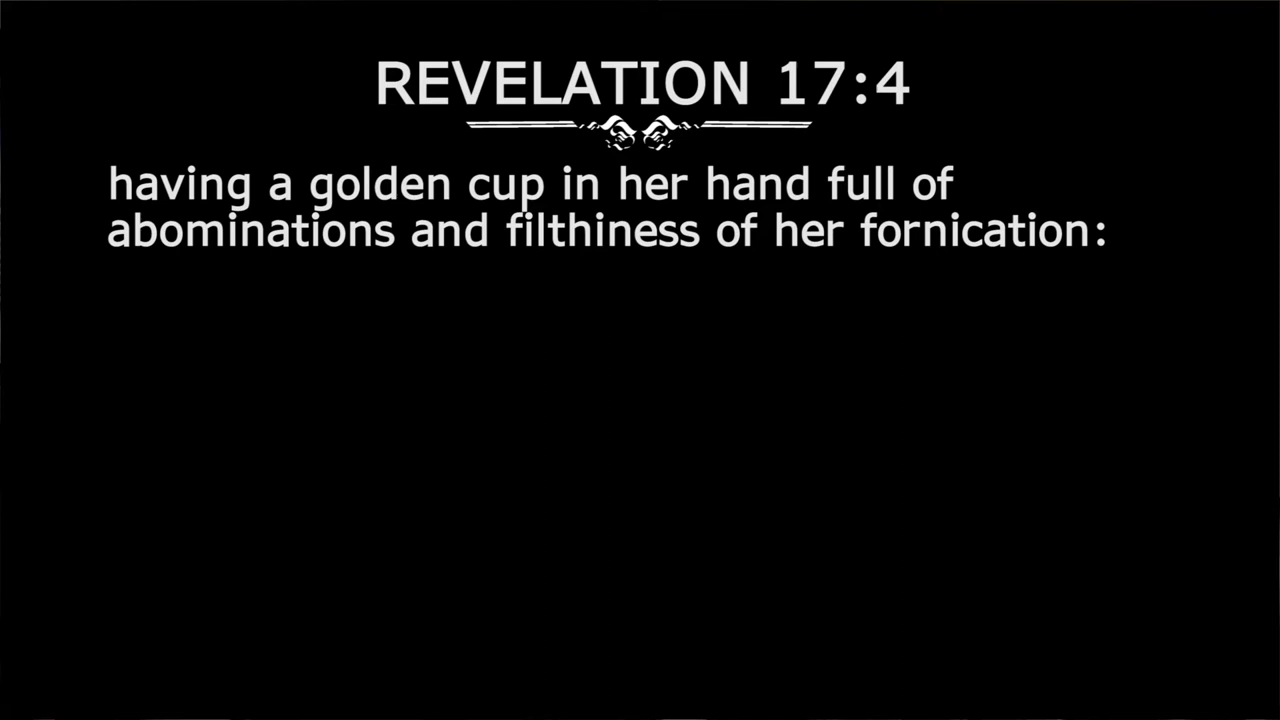 REVELATION 17:4
having a golden cup in her hand full of
abominations and filthiness of her fornication: